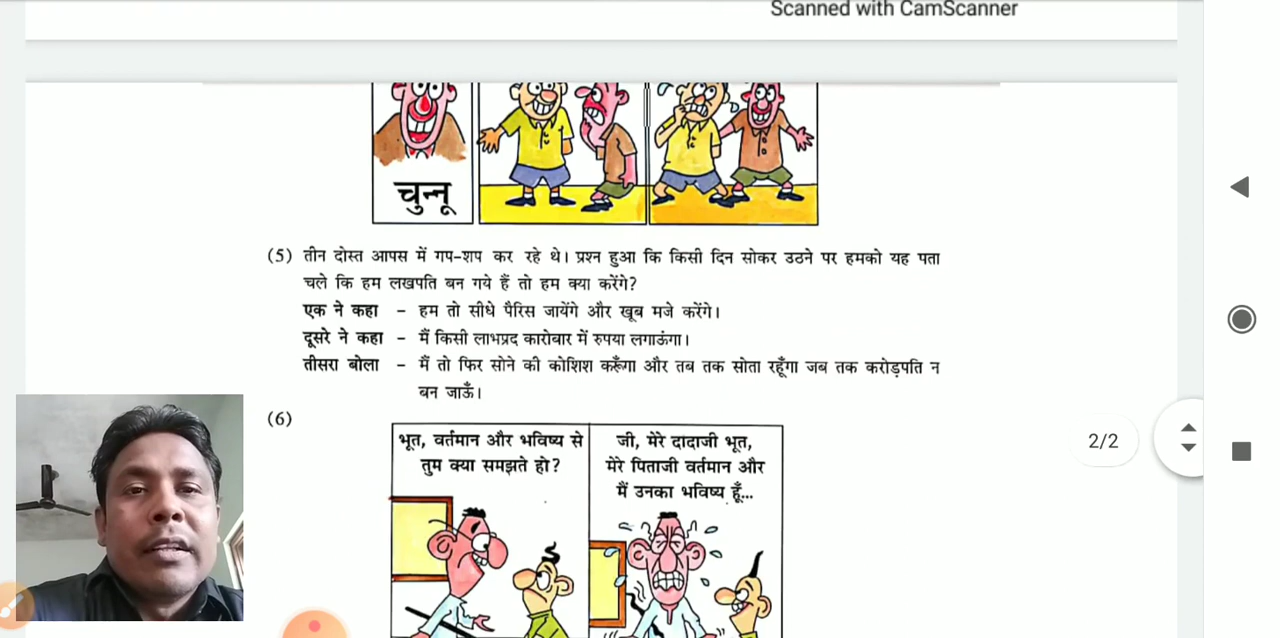 Scanned with CamScanner
चुन्नू
(5) तीन दोस्त आपस में गप-शप कर रहे थे। प्रश्न हुआ कि किसी दिन सोकर उठने पर हमको यह पता
चले कि हम लखपति बन गये हैं तो हम क्या करेंगे?
एक ने कहा – हम तो सीधे पैरिस जायेंगे और खूब मजे करेंगे।
दूसरे ने कहा – मैं किसी लाभप्रद कारोबार में रुपया लगाऊंगा।
तीसरा बोला – मैं तो फिर सोने की कोशिश करूँगा और तब तक सोता रहूँगा जब तक करोड़पति न
बन जाऊँ।
(6)
भूत, वर्तमान और भविष्य से
तुम क्या समझते हो?
जी, मेरे दादाजी भूत,
मेरे पिताजी वर्तमान और
मैं उनका भविष्य हूँ...
2/2